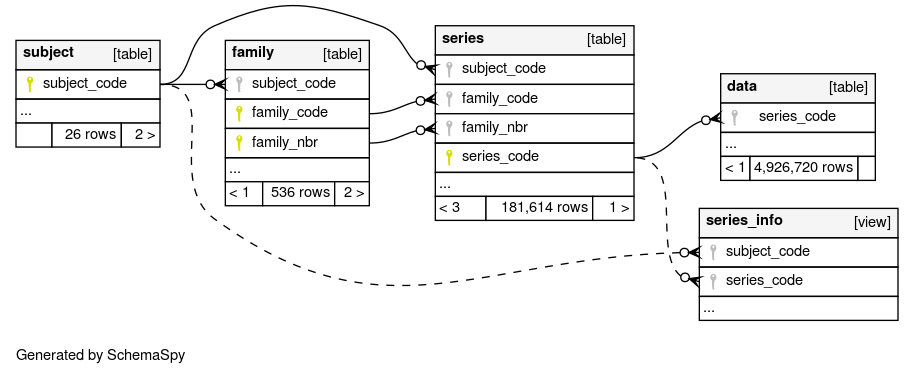 subject [table]
subject_code
...
26 rows 2 >
family [table]
subject_code
family_code
family_nbr
...
< 1 536 rows 2 >
series [table]
subject_code
family_code
family_nbr
series_code
...
< 3 181,614 rows 1 >
data [table]
series_code
...
< 1 4,926,720 rows
series_info [view]
subject_code
series_code
...
Generated by SchemaSpy